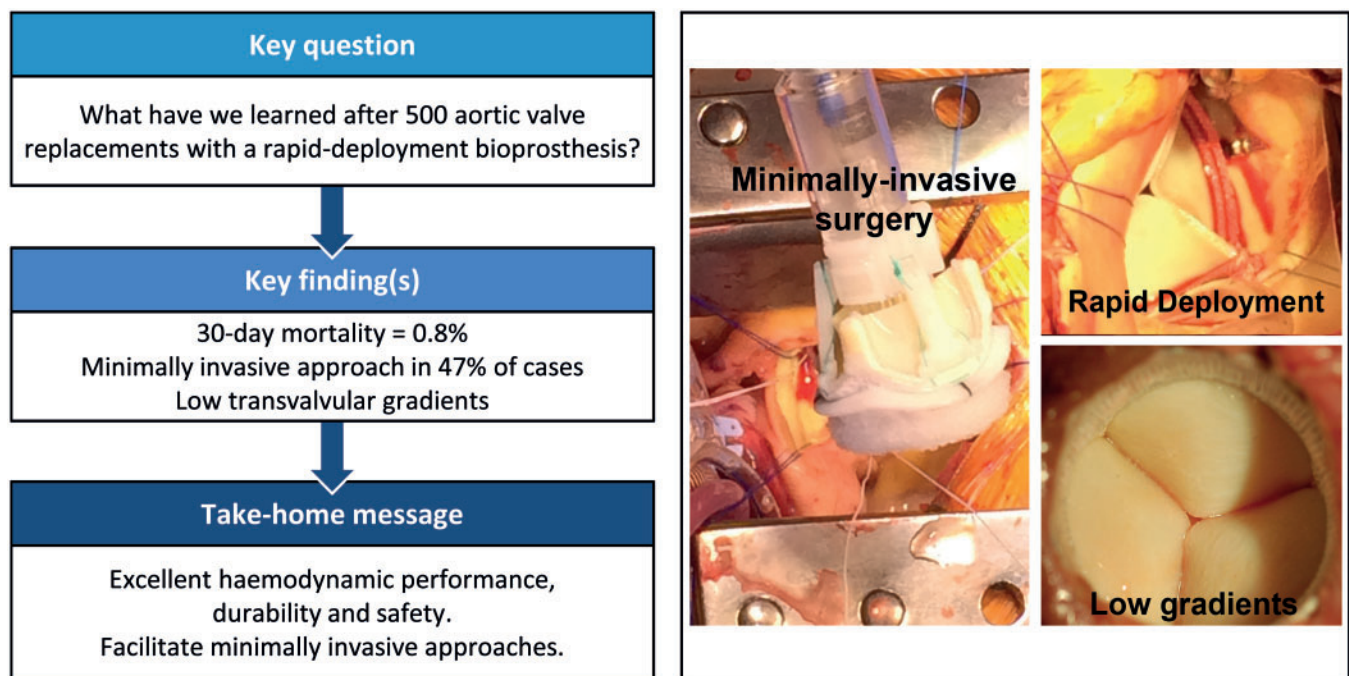 Key question
What have we learned after 500 aortic valve
replacements with a rapid-deployment bioprosthesis?
Key finding(s)
30-day mortality = 0.8%
Minimally invasive approach in 47% of cases
Low transvalvular gradients
Take-home message
Excellent haemodynamic performance,
durability and safety.
Facilitate minimally invasive approaches.
Minimally-invasive
surgery
Rapid Deployment
Low gradients